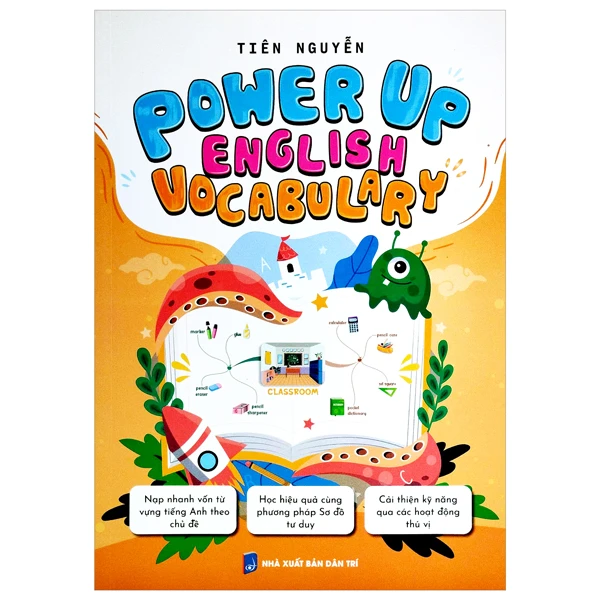 TIÊN NGUYỄN
POWER UP
ENGLISH
VOCABULARY
A
marker
glue
calculator
pencil case
CLASSROOM
pencil
eraser
set square
pencil
sharpener
pocket
dictionary
Nạp nhanh vốn từ
vựng tiếng Anh theo
chủ đề
Học hiệu quả cùng
phương pháp Sơ đồ
tư duy
Cải thiện kỹ năng
qua các hoạt động
thú vị
NHÀ XUẤT BẢN DÂN TRÍ